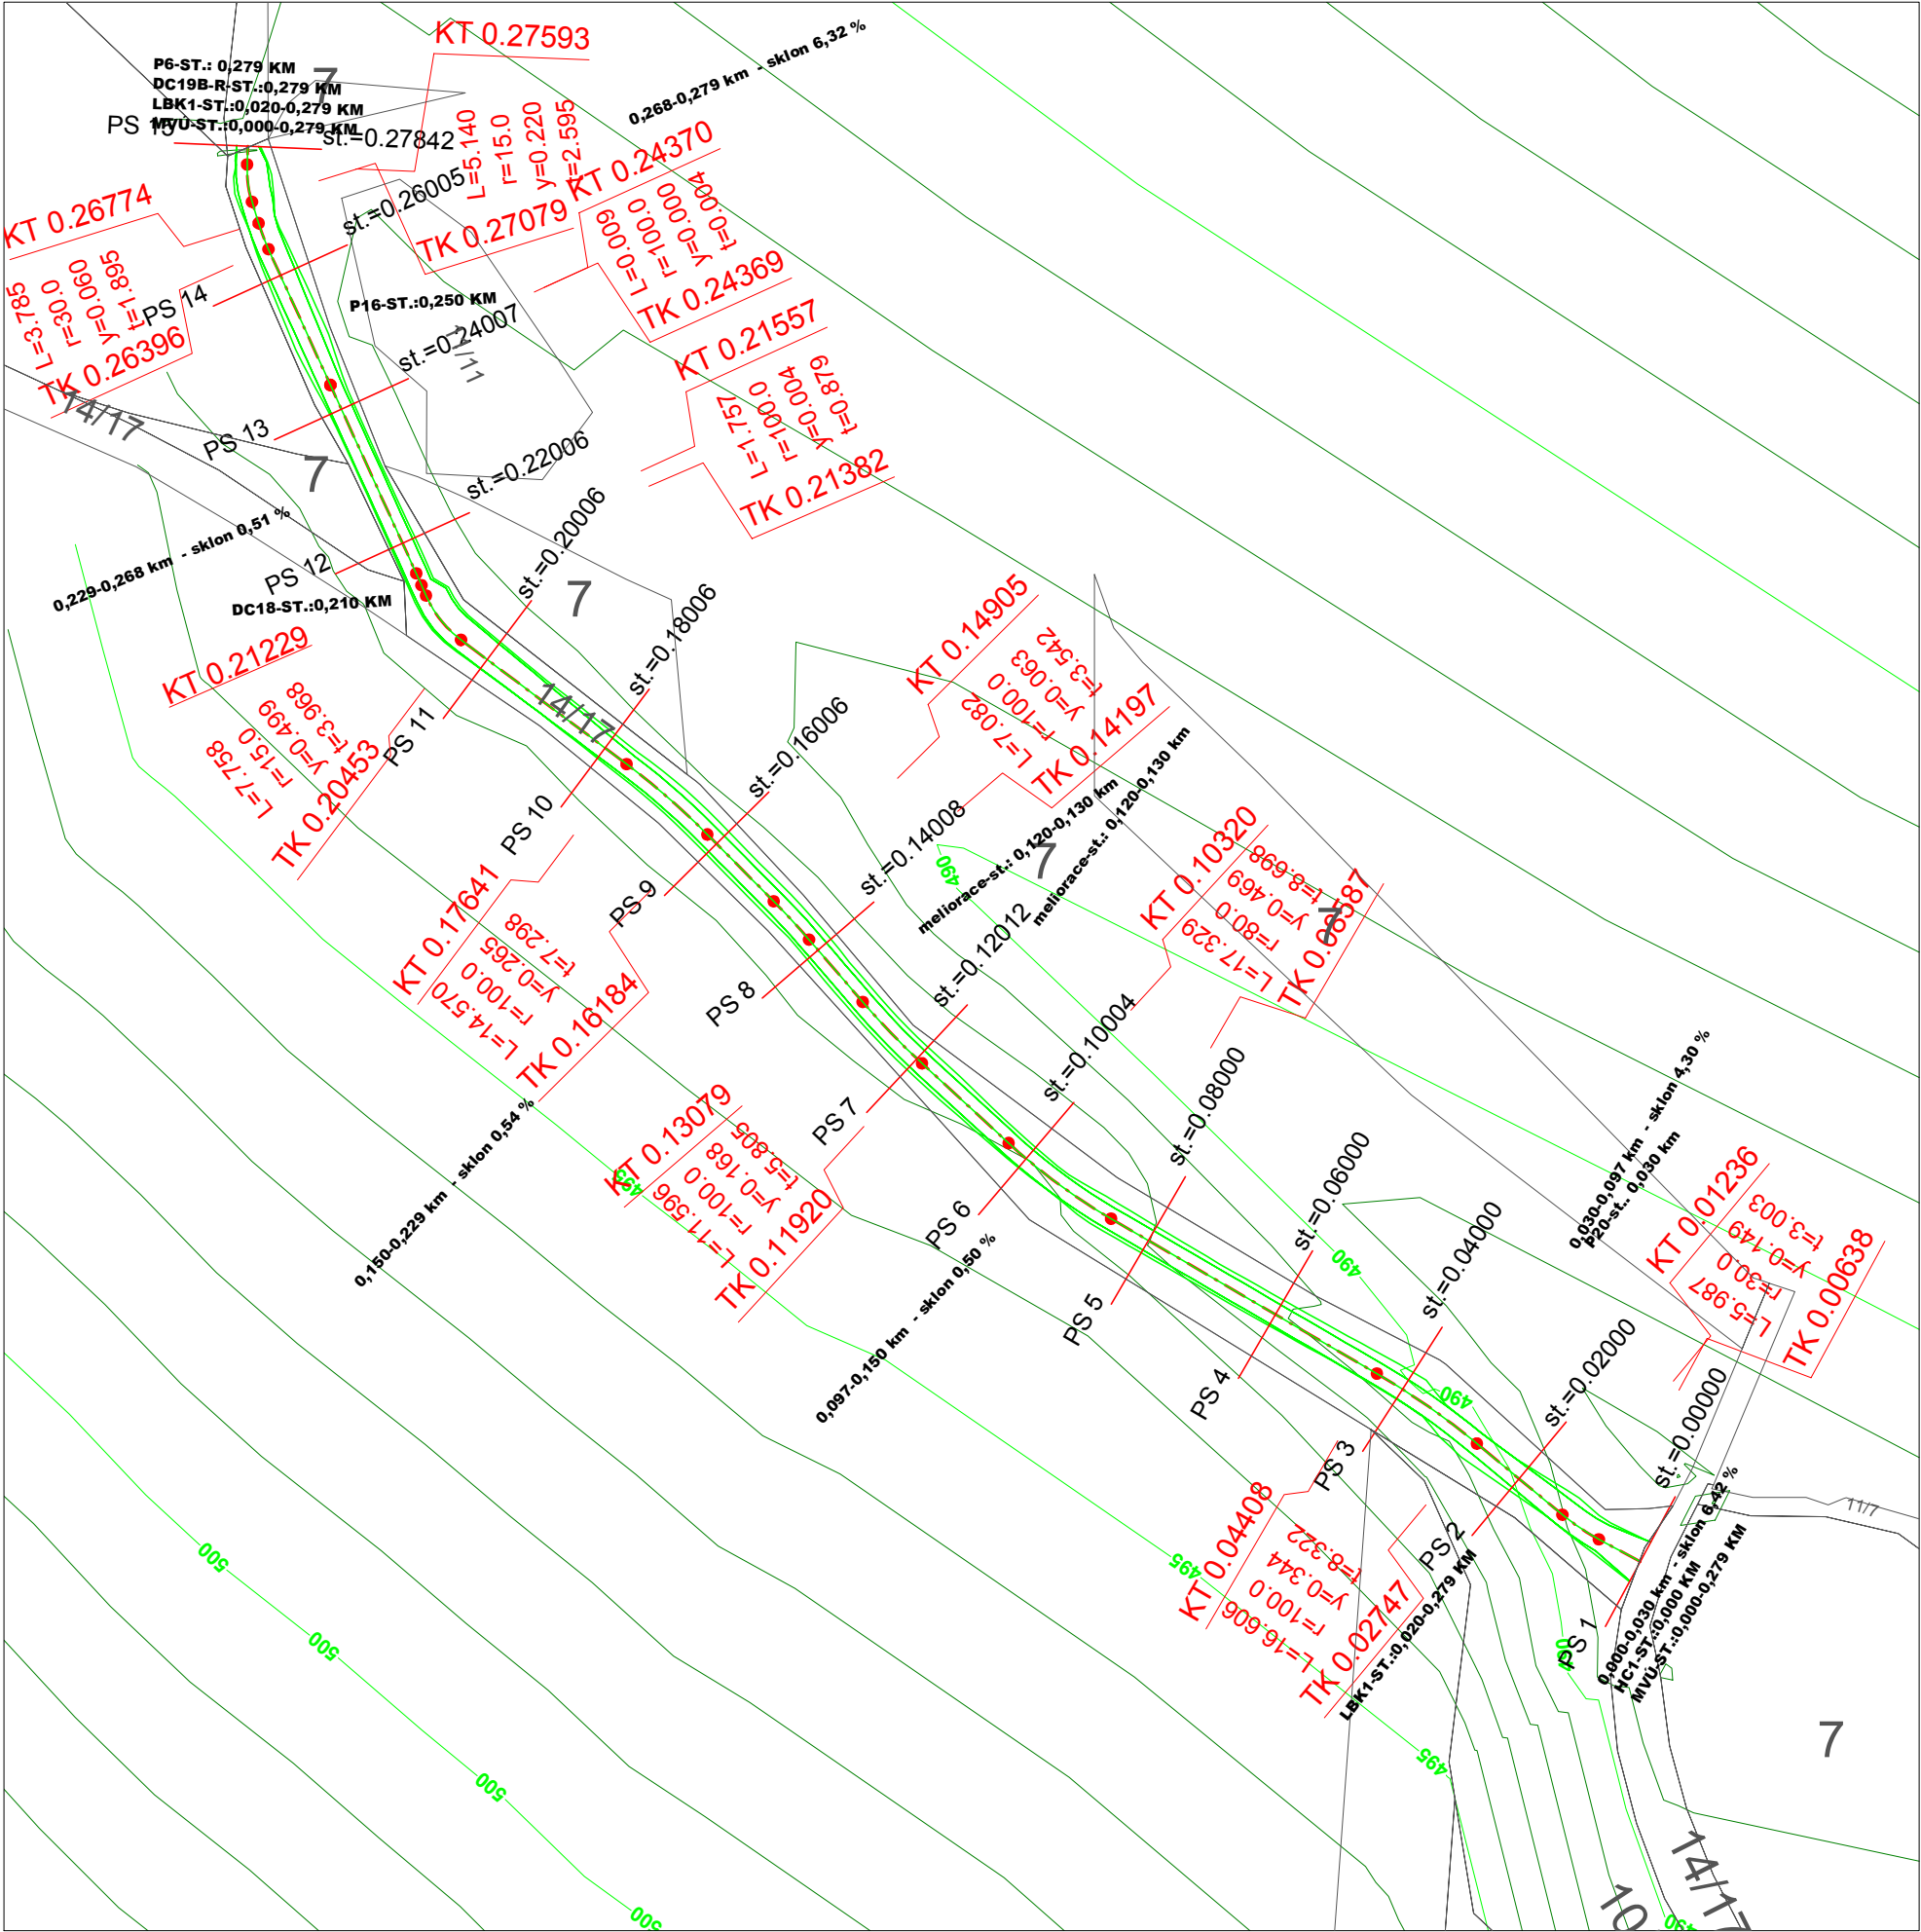 KT 0.27593
0,268-0,279 km - sklon 6,32 %
P6-ST.: 0,279 KM
DC19B-R-ST.:0,279 KM
LBK1-ST.:0,020-0,279 KM
MVÚ-ST.:0,000-0,279 KM
7
PS 15
st.=0.27842
L=5.140
r=15.0
y=0.220
t=2.595
TK 0.27079
KT 0.24370
L=0.009
r=100.0
y=0.000
t=0.004
TK 0.24369
KT 0.26774
L=3.785
r=30.0
y=0.060
t=1.895
TK 0.26396
PS 14
st.=0.26005
P16-ST.:0,250 KM
st.=0.24007
KT 0.21557
L=1.757
r=100.0
y=0.004
t=0.879
TK 0.21382
14/17
PS 13
7
st.=0.22006
0,229-0,268 km - sklon 0,51 %
PS 12
DC18-ST.:0,210 KM
st.=0.20006
7
st.=0.18006
KT 0.21229
L=7.758
r=15.0
y=0.499
t=3.968
TK 0.20453
PS 11
14/17
KT 0.14905
L=7.082
r=100.0
y=0.063
t=3.542
TK 0.14197
st.=0.16006
PS 10
meliorace-st.: 0,120-0,130 km
meliorace-st.: 0,120-0,130 km
st.=0.14008
490
7
KT 0.10320
L=17.329
r=80.0
y=0.469
t=8.698
TK 0.08587
7
KT 0.17641
L=14.570
r=100.0
y=0.265
t=7.298
TK 0.16184
PS 9
PS 8
st.=0.12012
st.=0.10004
0,150-0,229 km - sklon 0,54 %
KT 0.13079
L=11.596
r=100.0
y=0.168
t=5.805
TK 0.11920
495
PS 7
st.=0.08000
PS 6
0,097-0,150 km - sklon 0,50 %
st.=0.06000
490
0,030-0,097 km - sklon 4,30 %
P20-st.: 0,030 km
KT 0.01236
L=5.987
r=30.0
y=0.149
t=3.003
TK 0.00638
PS 5
st.=0.04000
PS 4
490
st.=0.02000
st.=0.00000
PS 3
KT 0.04408
L=16.606
r=100.0
y=0.344
t=8.322
TK 0.02747
PS 2
LBK1-ST.:0,020-0,279 KM
11/7
PS 1
490
0,000-0,030 km - sklon 6,42 %
HC1-ST.:0,000 KM
MVÚ-ST.:0,000-0,279 KM
500
495
500
7
495
500
14/17
10
500
490